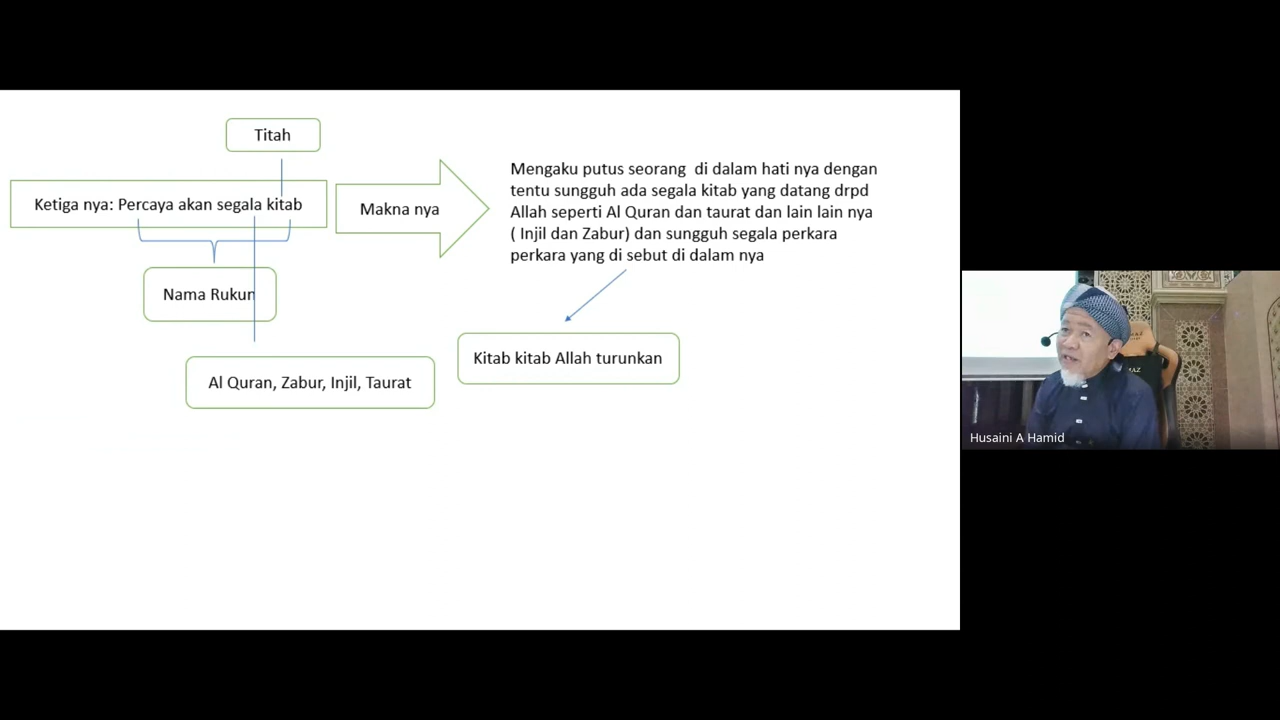 Titah
Ketiga nya: Percaya akan segala kitab
Makna nya
Mengaku putus seorang di dalam hati nya dengan
tentu sungguh ada segala kitab yang datang drpd
Allah seperti Al Quran dan taurat dan lain lain nya
( Injil dan Zabur) dan sungguh segala perkara
perkara yang di sebut di dalam nya
Nama Rukun
Kitab kitab Allah turunkan
Al Quran, Zabur, Injil, Taurat
Husaini A Hamid